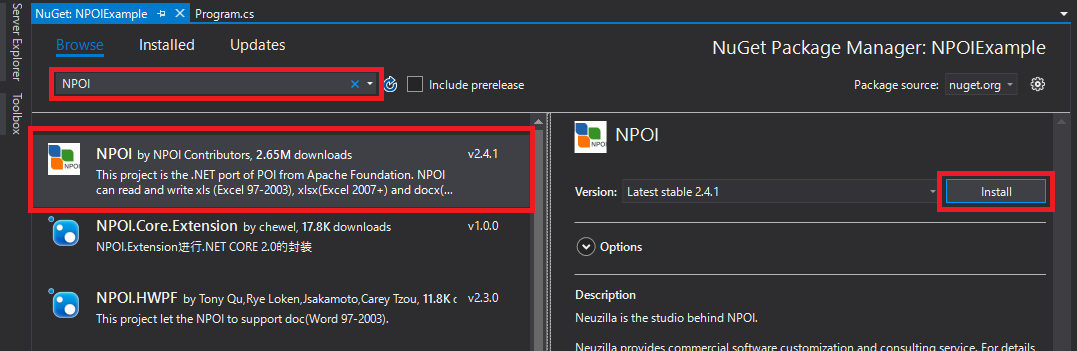 Server Explorer
Toolbox
NuGet: NPOIExample
Program.cs
Browse Installed Updates
NuGet Package Manager: NPOIExample
NPOI
Include prerelease
Package source: nuget.org
NPOI
NPOI by NPOI Contributors, 2.65M downloads v2.4.1
This project is the .NET port of POI from Apache Foundation. NPOI
can read and write xls (Excel 97-2003), xlsx(Excel 2007+) and docx(...
NPOI.Core.Extension by chewel, 17.8K downloads v1.0.0
NPOI.Extension进行.NET CORE 2.0的封装
NPOI.HWPF by Tony Qu,Rye Loken,Jsakamoto,Carey Tzou, 11.8K v2.3.0
This project let the NPOI to support doc(Word 97-2003).
NPOI
NPOI
Version: Latest stable 2.4.1 Install
Options
Description
Neuzilla is the studio behind NPOI.
Neuzilla provides commercial software customization and consulting service. For details